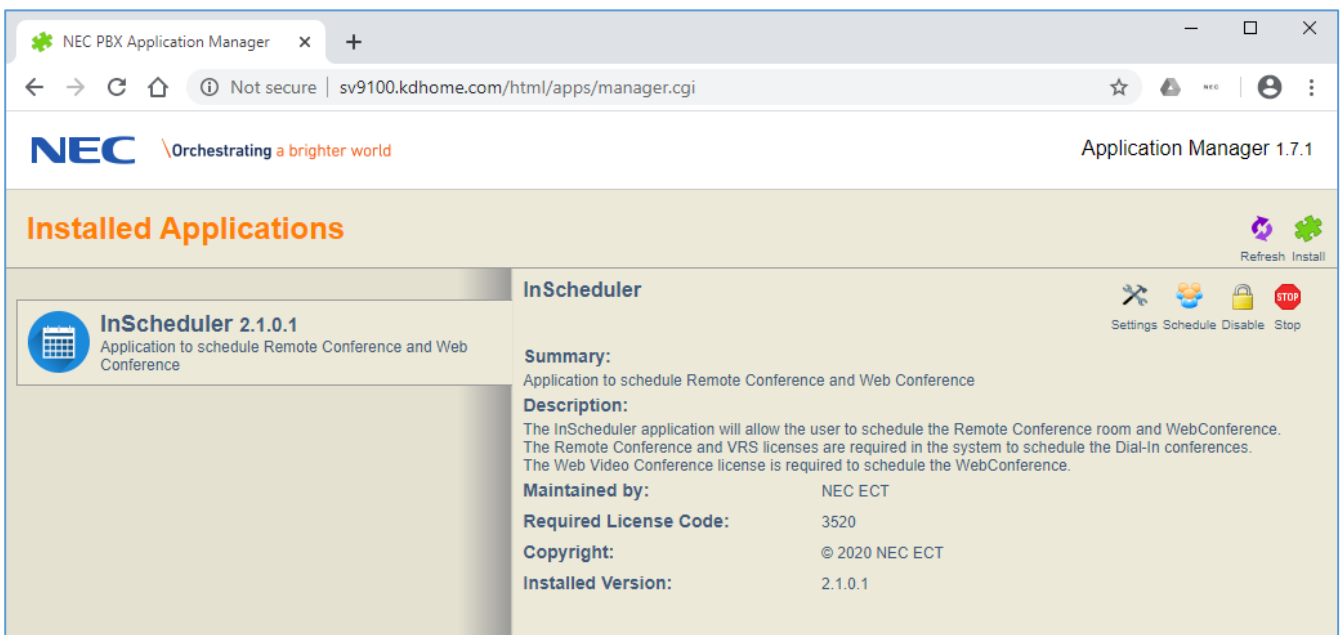 NEC PBX Application Manager
Not secure | sv9100.kdhome.com/html/apps/manager.cgi
NEC
NEC \Orchestrating a brighter world
Application Manager 1.7.1
Installed Applications
Refresh Install
InScheduler 2.1.0.1
Application to schedule Remote Conference and Web
Conference
InScheduler
STOP
Settings Schedule Disable Stop
Summary:
Application to schedule Remote Conference and Web Conference
Description:
The InScheduler application will allow the user to schedule the Remote Conference room and WebConference.
The Remote Conference and VRS licenses are required in the system to schedule the Dial-In conferences.
The Web Video Conference license is required to schedule the WebConference.
Maintained by: NEC ECT
Required License Code: 3520
Copyright: © 2020 NEC ECT
Installed Version: 2.1.0.1